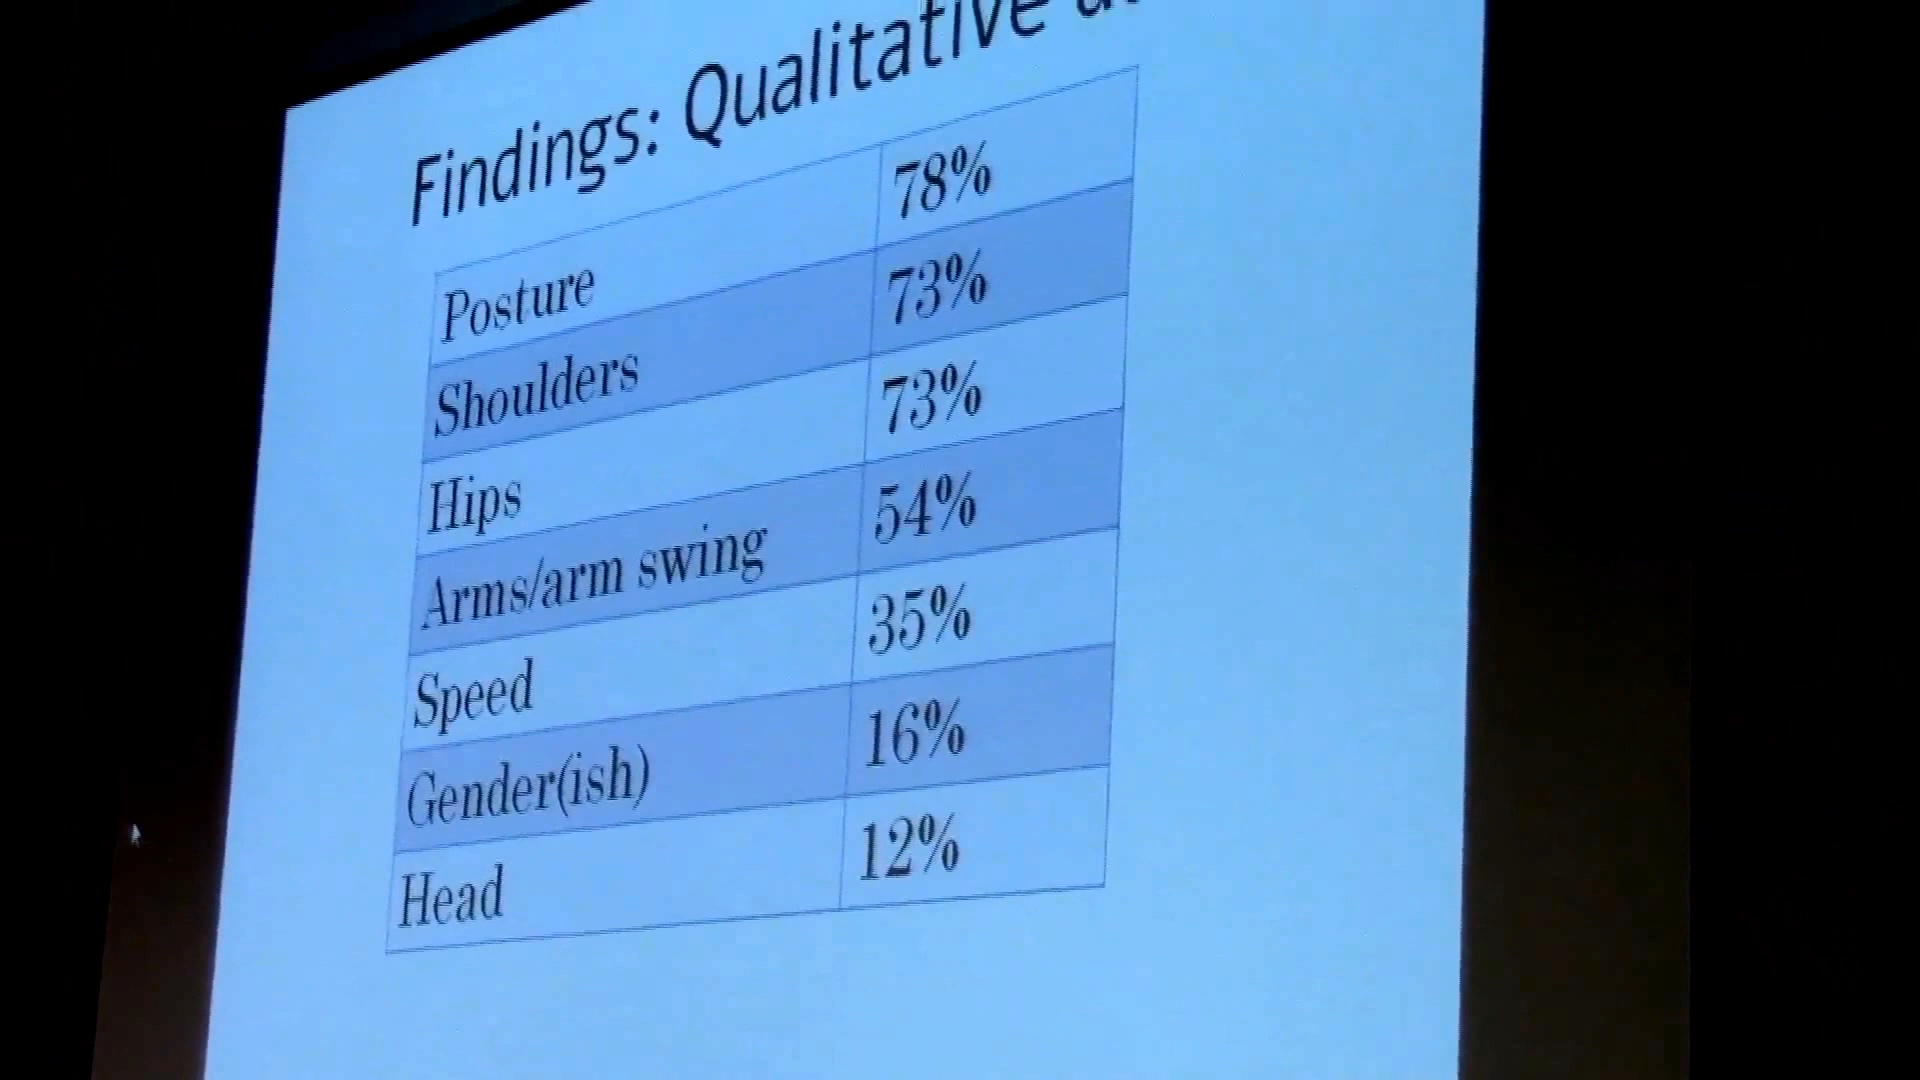 Findings: Qualitative
Posture 78%
Shoulders 73%
Hips 73%
Arms/arm swing 54%
Speed 35%
Gender(ish) 16%
Head 12%